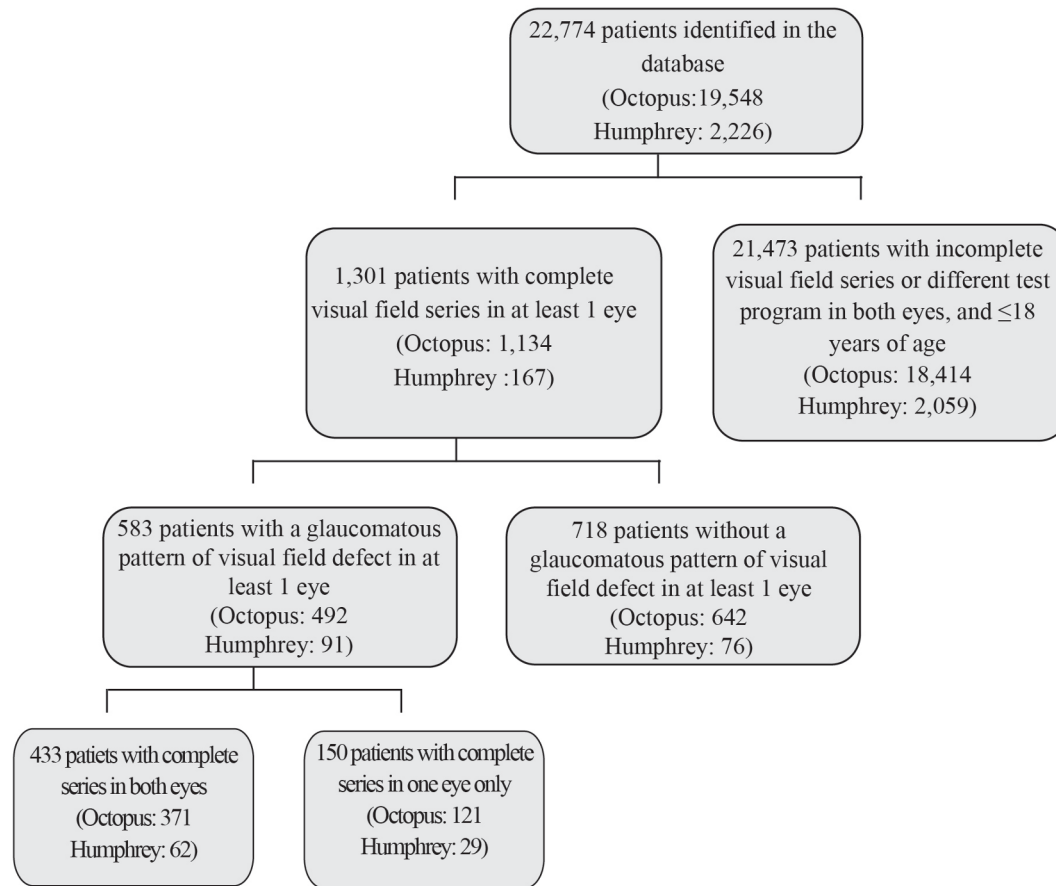 22,774 patients identified in the
database
(Octopus:19,548
Humphrey: 2,226)
1,301 patients with complete
visual field series in at least 1 eye
(Octopus: 1,134
Humphrey :167)
21,473 patients with incomplete
visual field series or different test
program in both eyes, and ≤18
years of age
(Octopus: 18,414
Humphrey: 2,059)
583 patients with a glaucomatous
pattern of visual field defect in at
least 1 eye
(Octopus: 492
Humphrey: 91)
718 patients without a
glaucomatous pattern of visual
field defect in at least 1 eye
(Octopus: 642
Humphrey: 76)
433 patiets with complete
series in both eyes
(Octopus: 371
Humphrey: 62)
150 patients with complete
series in one eye only
(Octopus: 121
Humphrey: 29)